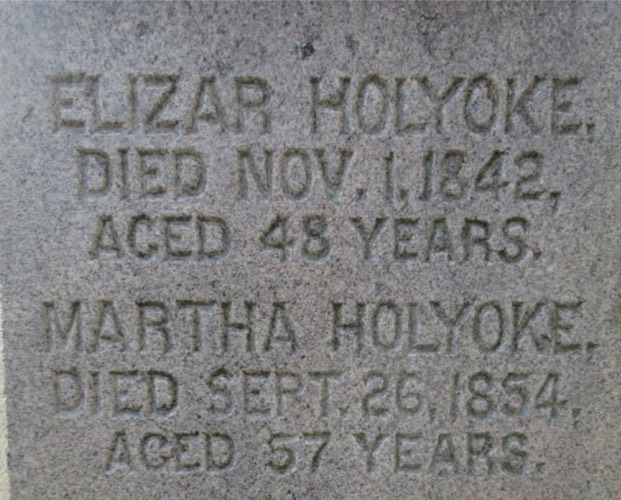 ELIZAR HOLYOKE.
DIED NOV. 1, 1842,
AGED 48 YEARS.
MARTHA HOLYOKE,
DIED SEPT. 26, 1854,
AGED 57 YEARS.